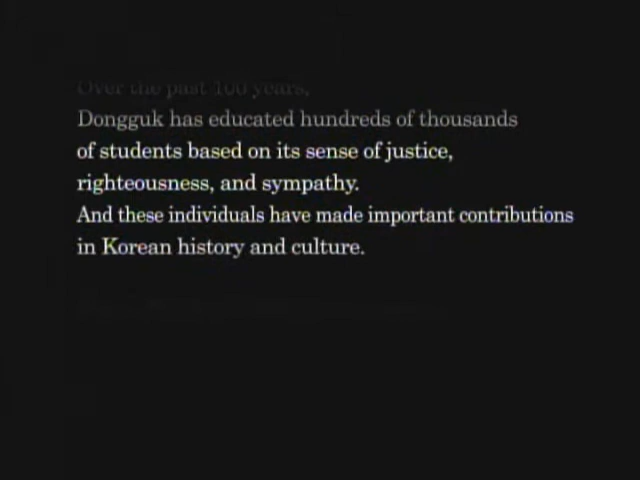 Over the past 100 years,
Dongguk has educated hundreds of thousands
of students based on its sense of justice,
righteousness, and sympathy.
And these individuals have made important contributions
in Korean history and culture.